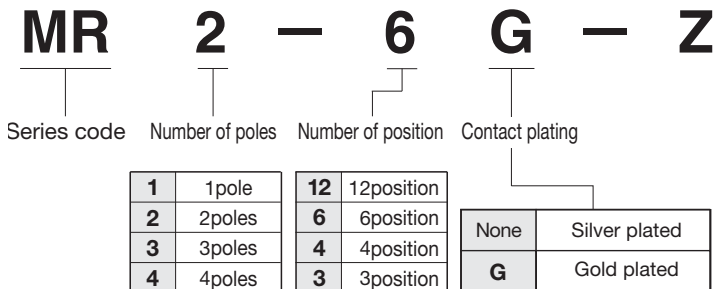 MR 2 — 6 G — Z
Series code Number of poles Number of position Contact plating
1 1pole 12 12position
2 2poles 6 6position
None Silver plated
3 3poles 4 4position
G Gold plated
4 4poles 3 3position